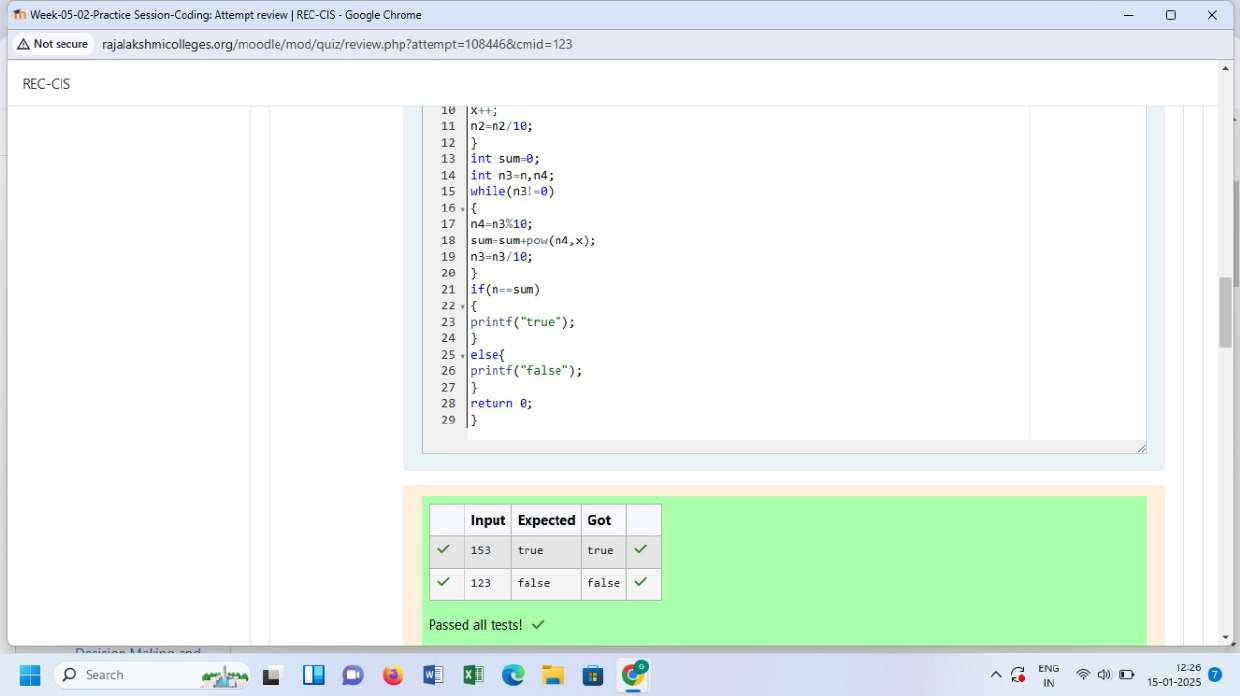 Week-05-02-Practice Session-Coding: Attempt review | REC-CIS - Google Chrome
Not secure rajalakshmicolleges.org/moodle/mod/quiz/review.php?attempt=108446&cmid=123
REC-CIS
10 x++;
11 n2=n2/10;
12 }
13 int sum=0;
14 int n3=n,n4;
15 while(n3!=0)
16 {
17 n4=n3%10;
18 sum=sum+pow(n4,x);
19 n3=n3/10;
20 }
21 if(n==sum)
22 {
23 printf("true");
24 }
25 else{
26 printf("false");
27 }
28 return 0;
29 }
Input Expected Got
153 true true
123 false false
Passed all tests!
Decision Making and
Search
ENG
IN
12:26
15-01-2025
7